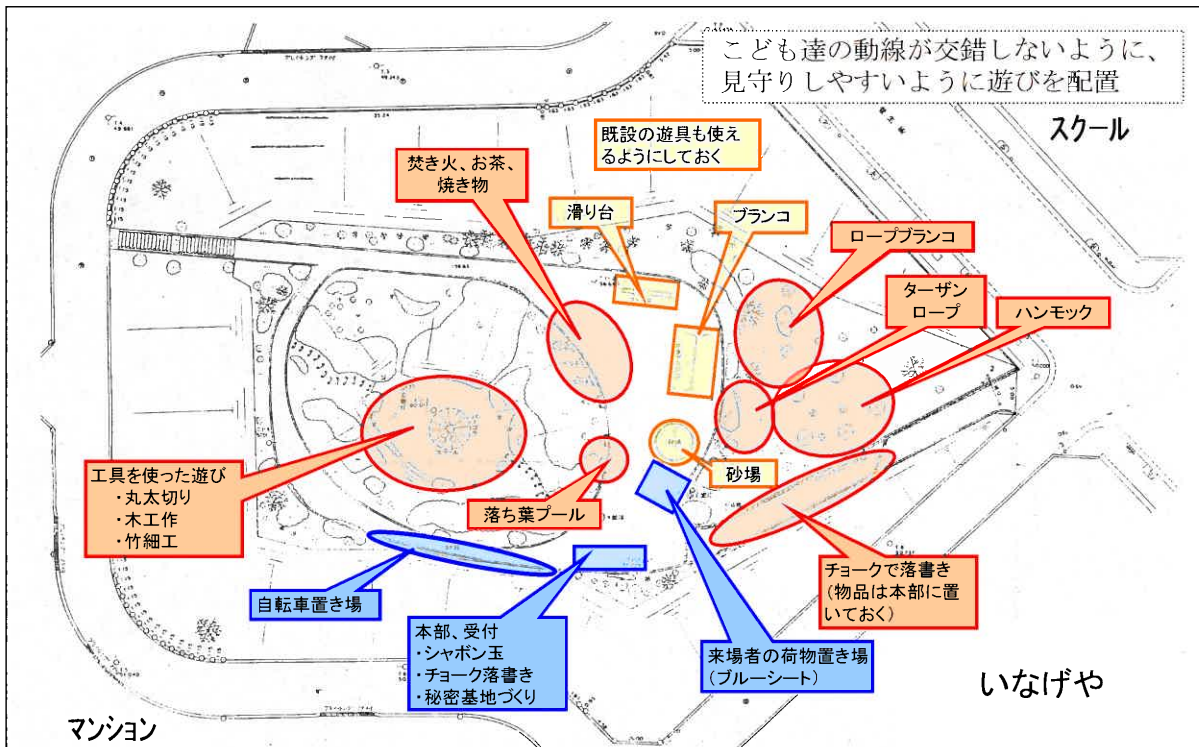 こども達の動線が交錯しないように、
見守りしやすいように遊びを配置
スクール
既設の遊具も使え
るようにしておく
焚き火、お茶、
焼き物
滑り台
ブランコ
ロープブランコ
ターザン
ロープ
ハンモック
工具を使った遊び
・丸太切り
・木工作
・竹細工
落ち葉プール
砂場
自転車置き場
本部、受付
・シャボン玉
・チョーク落書き
・秘密基地づくり
来場者の荷物置き場
(ブルーシート)
チョークで落書き
(物品は本部に置
いておく)
いなげや
マンション